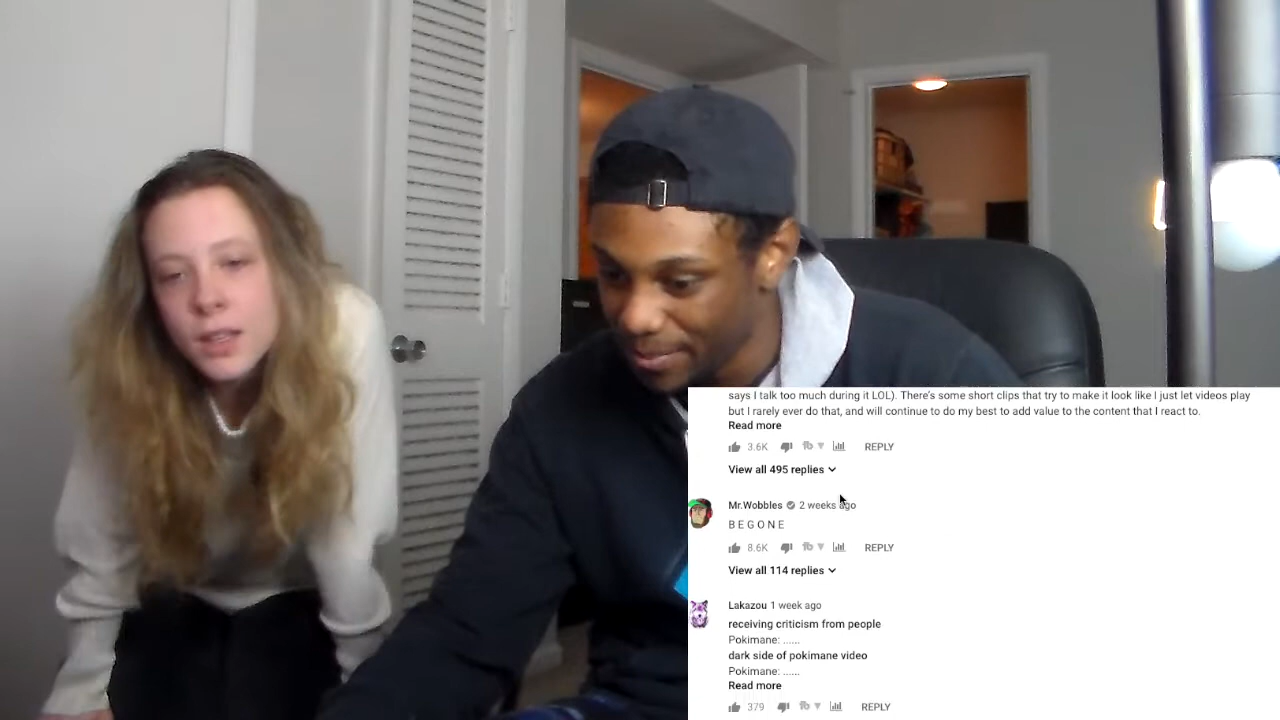 says I talk too much during it LOL). There's some short clips that try to make it look like I just let videos play
but I rarely ever do that, and will continue to do my best to add value to the content that I react to.
Read more
3.6K REPLY
View all 495 replies
Mr.Wobbles 2 weeks ago
B E G O N E
8.6K REPLY
View all 114 replies
Lakazou 1 week ago
receiving criticism from people
Pokimane: ......
dark side of pokimane video
Pokimane: ......
Read more
379 REPLY